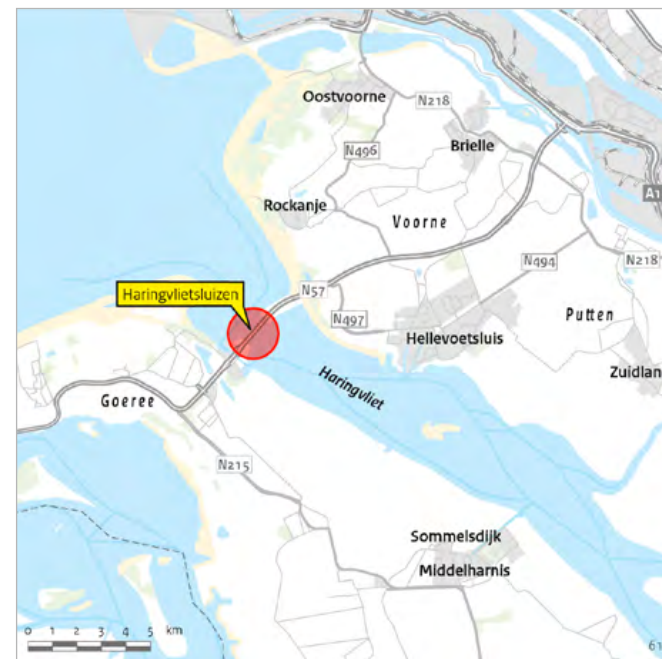 Oostvoorne
N218
Brielle
N496
A1
Rockanje
Voorne
N218
N494
Haringvlietsluizen
N57
N497
Putten
Hellevoetsluis
Zuidlan
Haringvliet
Goeree
N215
Sommelsdijk
Middelharnis
0 1 2 3 4 5 km
61